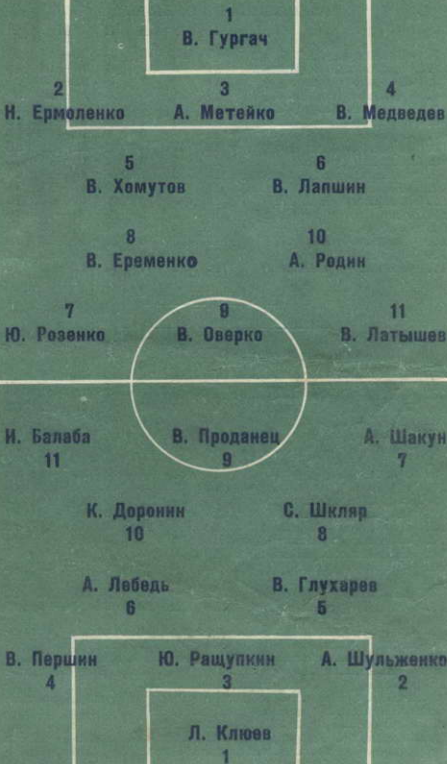 1
В. Гургач
2 3 4
Н. Ермоленко А. Метейко В. Медведев
5 6
В. Хомутов В. Лапшин
8 10
В. Еременко А. Родин
7 9 11
Ю. Розенко В. Оверко В. Латышев
И. Балаба В. Проданец А. Шакун
11 9 7
К. Доронин С. Шкляр
10 8
А. Лебедь В. Глухарев
6 5
В. Першин Ю. Ращупкин А. Шульженко
4 3 2
Л. Клюев
1